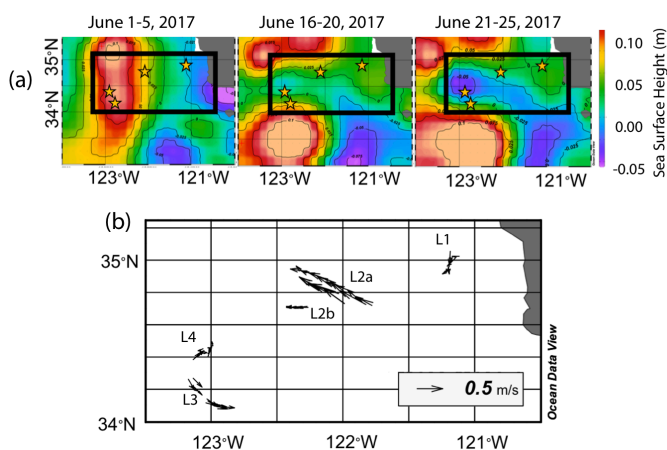 June 1-5, 2017 June 16-20, 2017 June 21-25, 2017
(a)
35°N
34°N
123°W 121°W 123°W 121°W 123°W 121°W
0.10
0.05
0.00
-0.05
Sea Surface Height (m)
(b)
35°N
34°N
L1
L2a
L2b
L4
L3
0.5 m/s
Ocean Data View
123°W 122°W 121°W